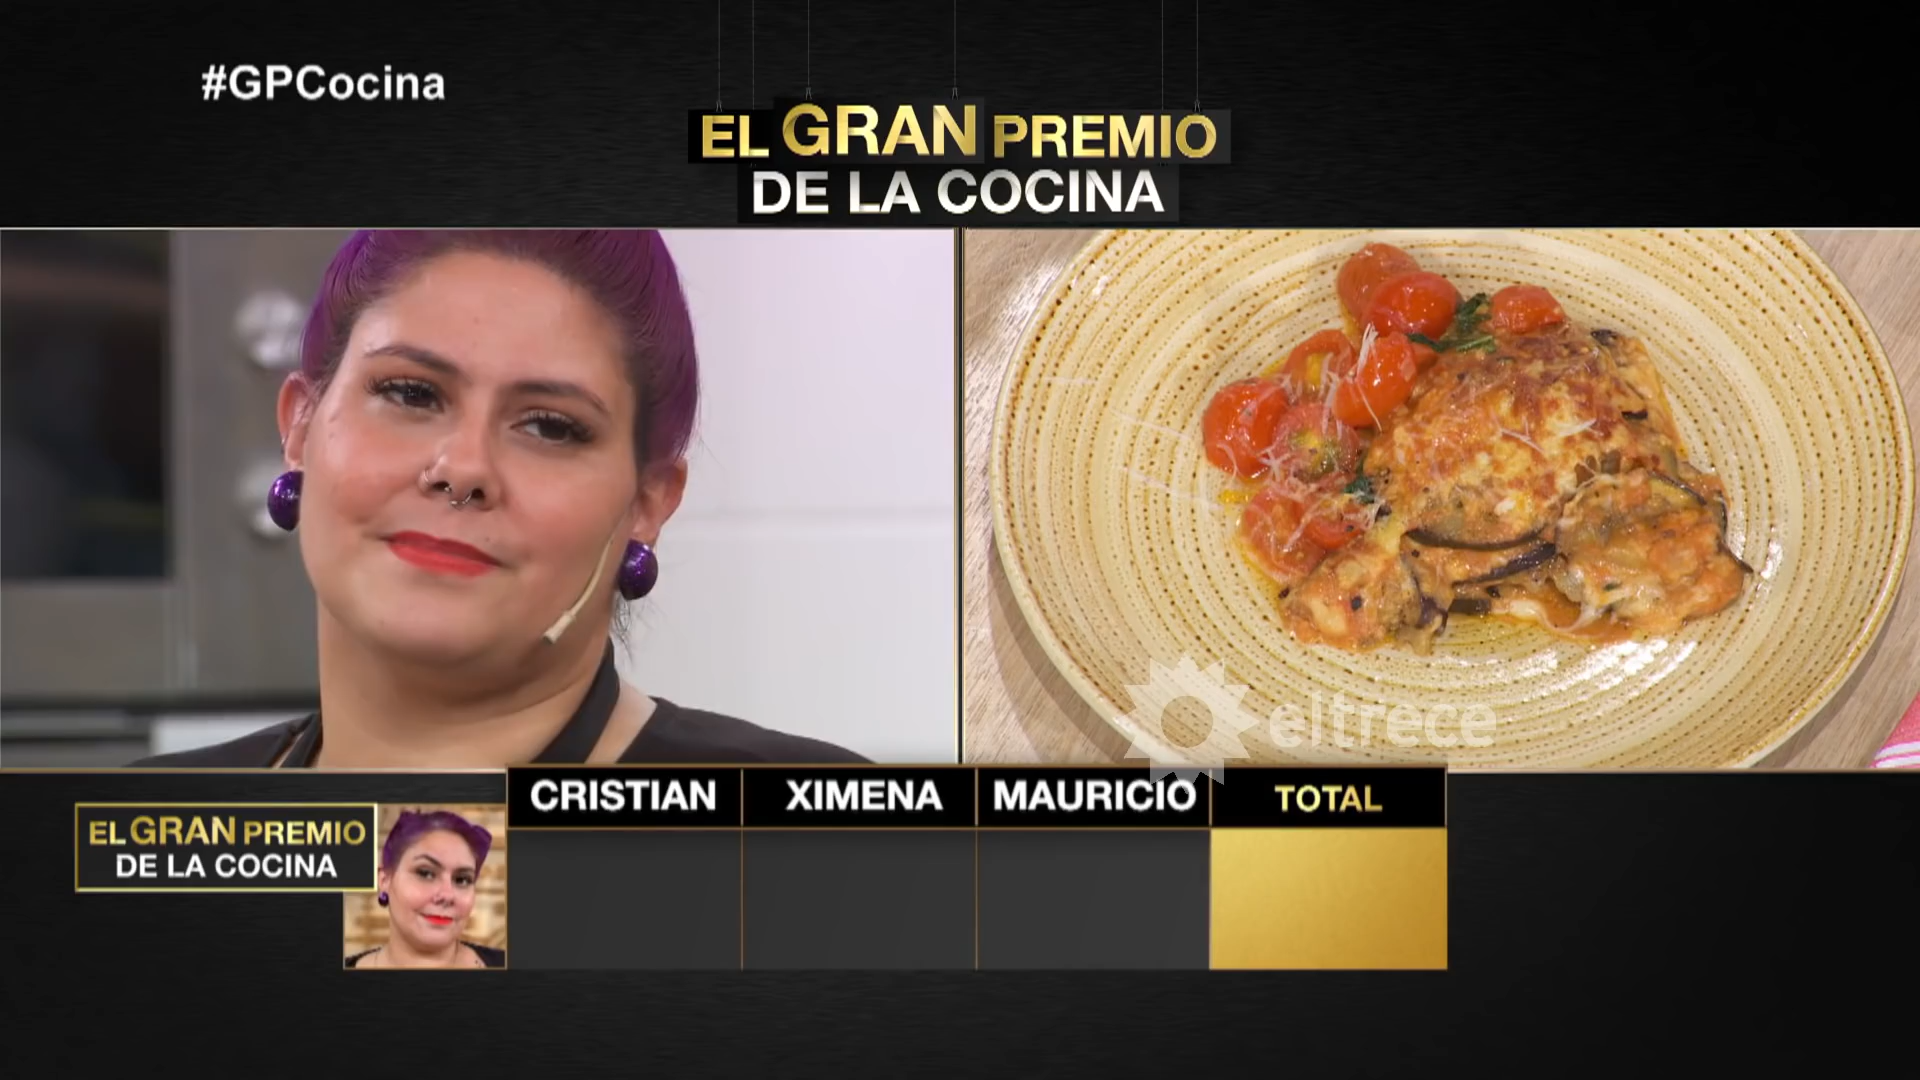 #GPCocina
EL GRAN PREMIO
DE LA COCINA
eltrece
CRISTIAN XIMENA MAURICIO TOTAL
EL GRAN PREMIO
DE LA COCINA